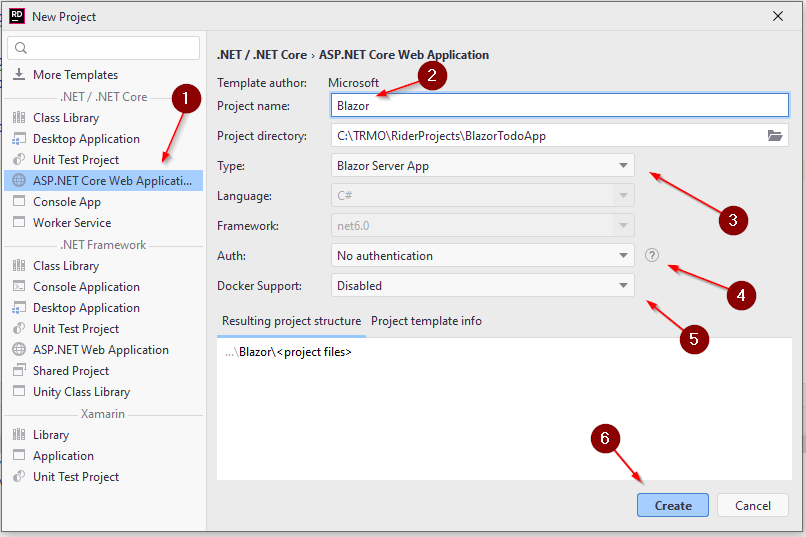 RD New Project
More Templates
.NET / .NET Core
Class Library
Desktop Application
Unit Test Project
ASP.NET Core Web Applicati...
Console App
Worker Service
.NET Framework
Class Library
Console Application
Desktop Application
Unit Test Project
ASP.NET Web Application
Shared Project
Unity Class Library
Xamarin
Library
Application
Unit Test Project
1
.NET / .NET Core › ASP.NET Core Web Application
Template author: Microsoft
2
Project name: Blazor
Project directory: C:\TRMO\RiderProjects\BlazorTodoApp
Type: Blazor Server App
3
Language: C#
Framework: net6.0
Auth: No authentication ?
4
Docker Support: Disabled
5
Resulting project structure Project template info
...\Blazor\<project files>
6
Create Cancel